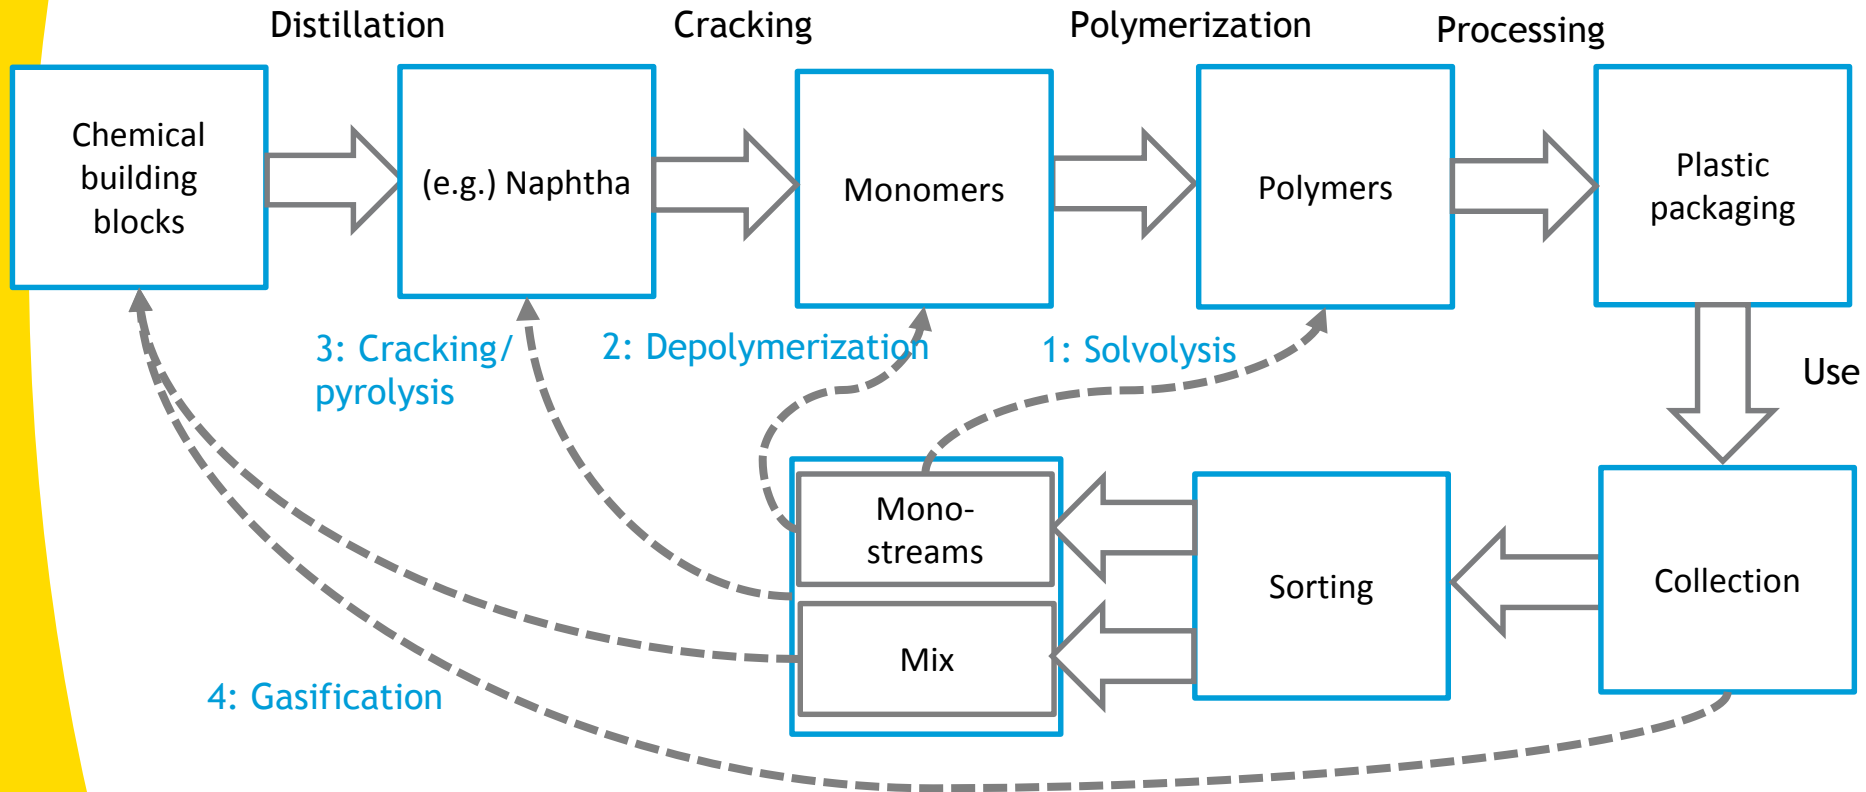 Distillation
Cracking
Polymerization
Processing
Chemical
building
blocks
(e.g.) Naphtha
Monomers
Polymers
Plastic
packaging
3: Cracking/
pyrolysis
2: Depolymerization
1: Solvolysis
Use
Mono-
streams
Mix
Sorting
Collection
4: Gasification